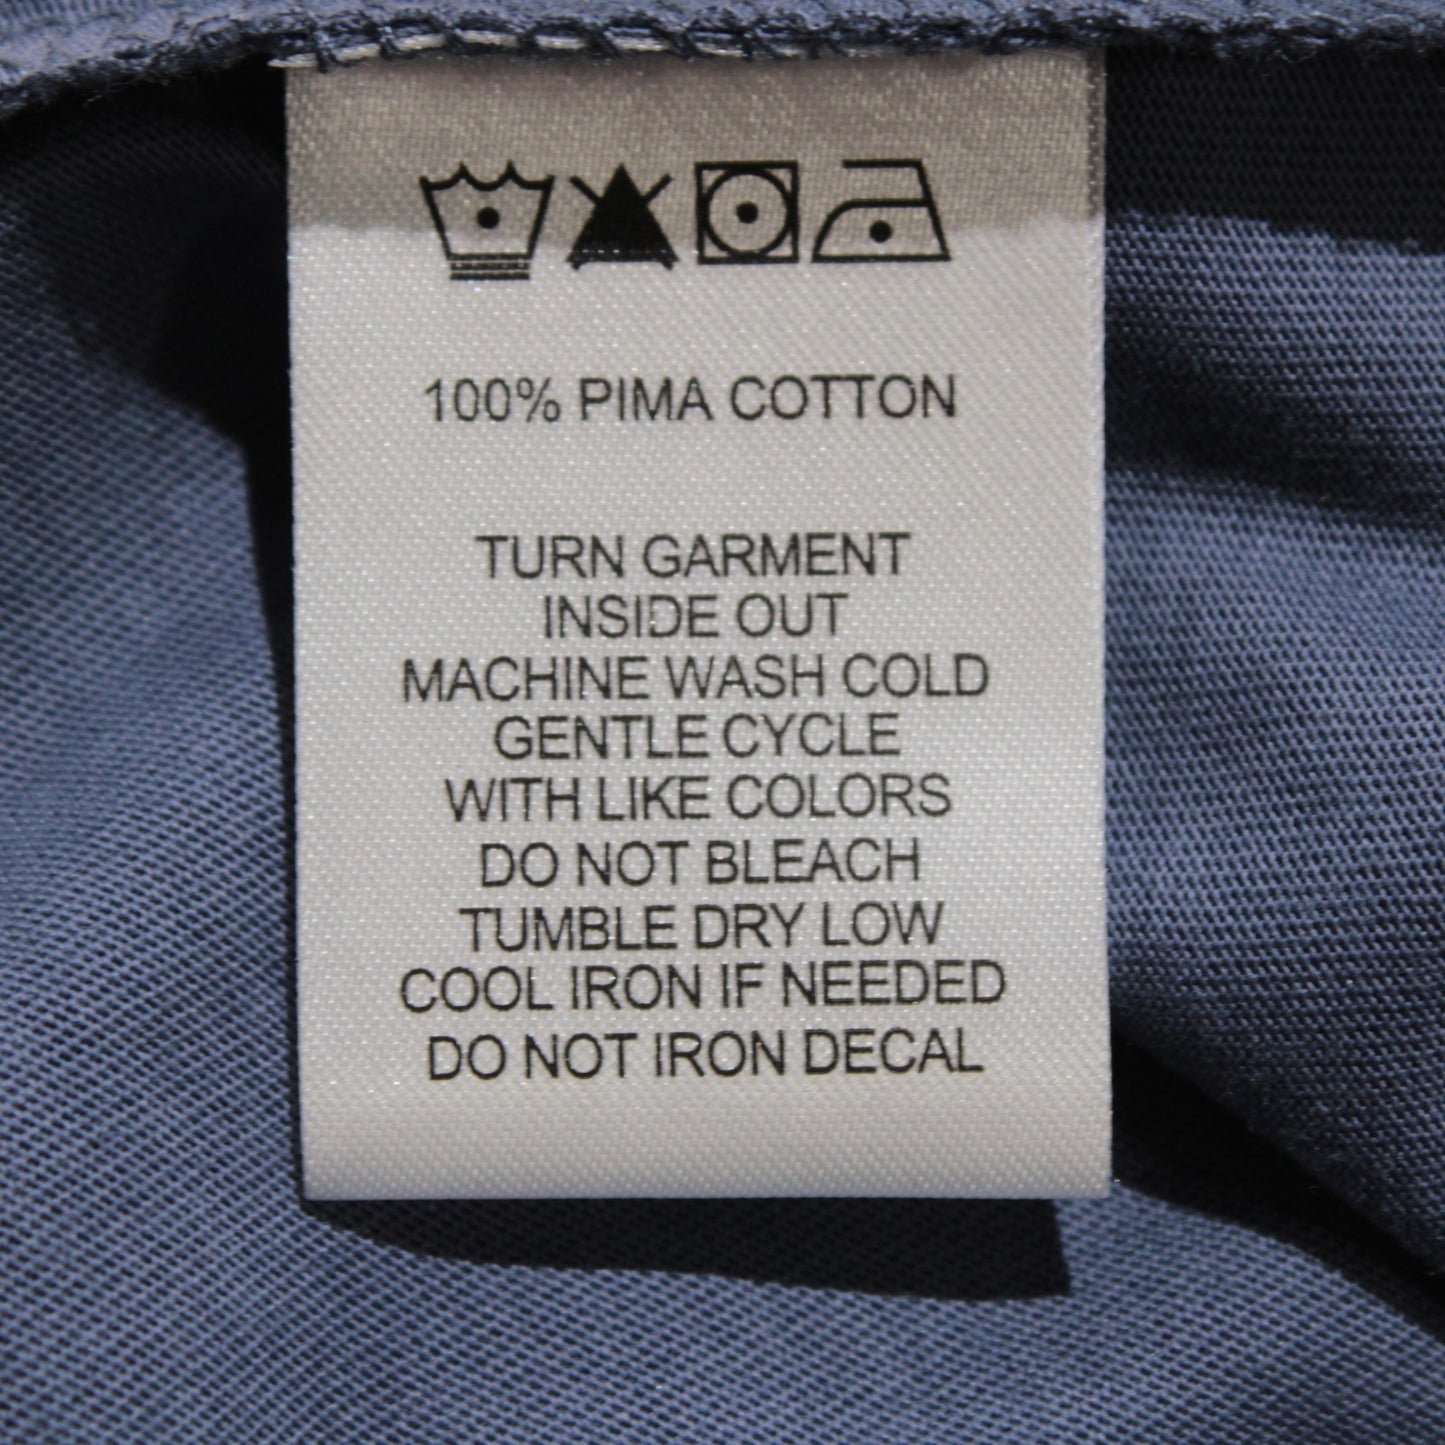 100% PIMA COTTON
TURN GARMENT
INSIDE OUT
MACHINE WASH COLD
GENTLE CYCLE
WITH LIKE COLORS
DO NOT BLEACH
TUMBLE DRY LOW
COOL IRON IF NEEDED
DO NOT IRON DECAL